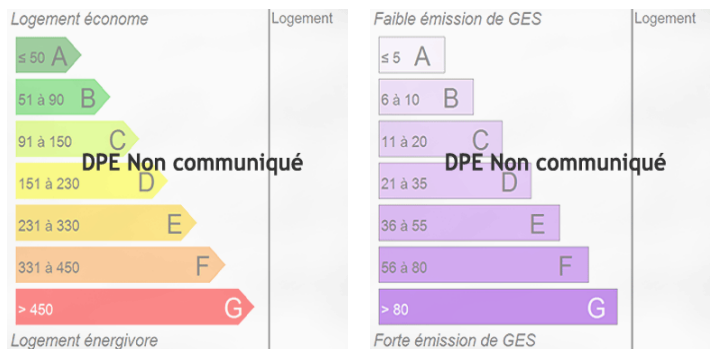 Logement économe
Logement
≤ 50 A
51 à 90 B
91 à 150 C
DPE Non communiqué
151 à 230 D
231 à 330 E
331 à 450 F
> 450 G
Logement énergivore
Faible émission de GES
Logement
≤ 5 A
6 à 10 B
11 à 20 C
DPE Non communiqué
21 à 35 D
36 à 55 E
56 à 80 F
> 80 G
Forte émission de GES